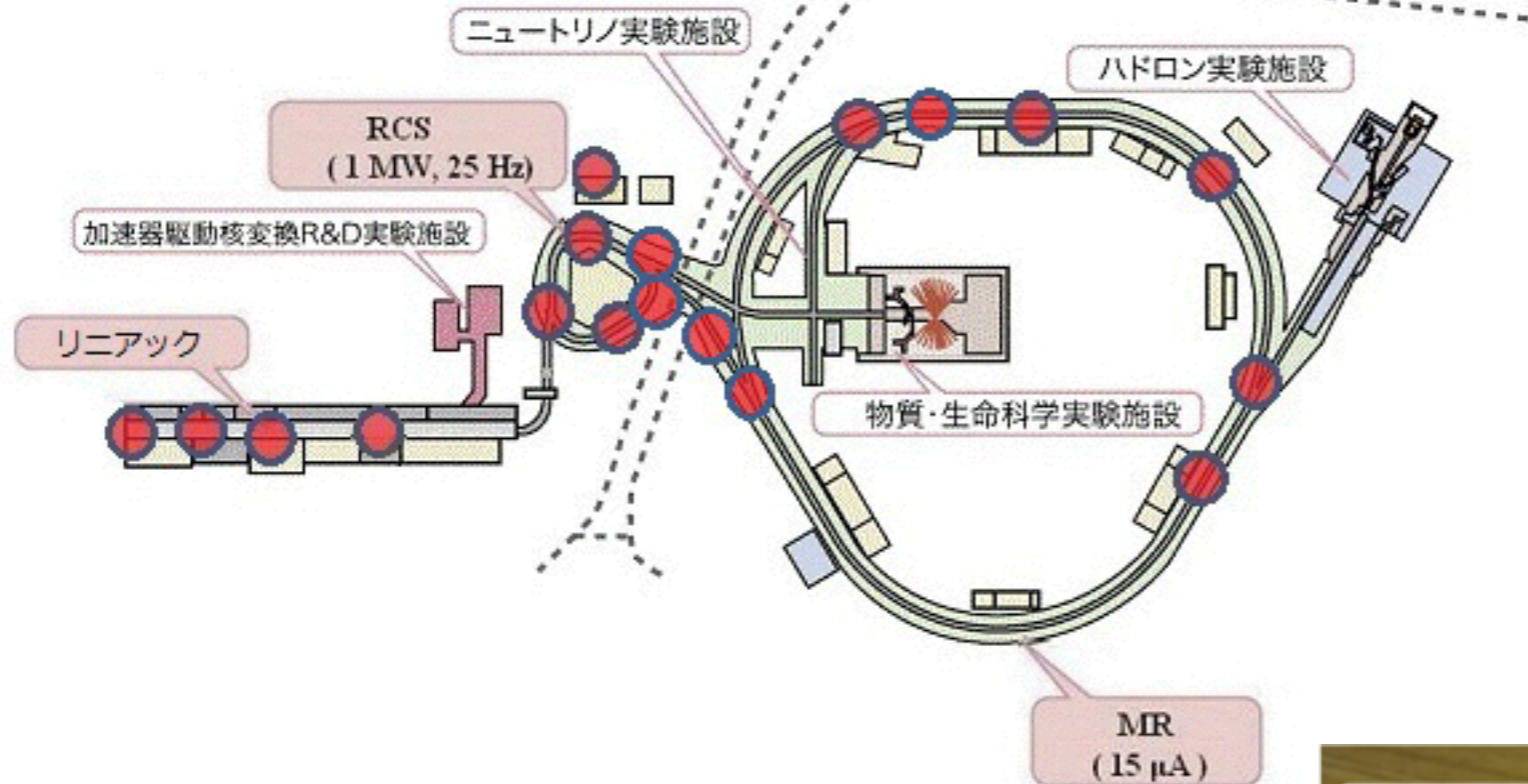 ニュートリノ実験施設
ハドロン実験施設
RCS
( 1 MW, 25 Hz)
加速器駆動核変換R&D実験施設
リニアック
物質･生命科学実験施設
MR
( 15 μA )